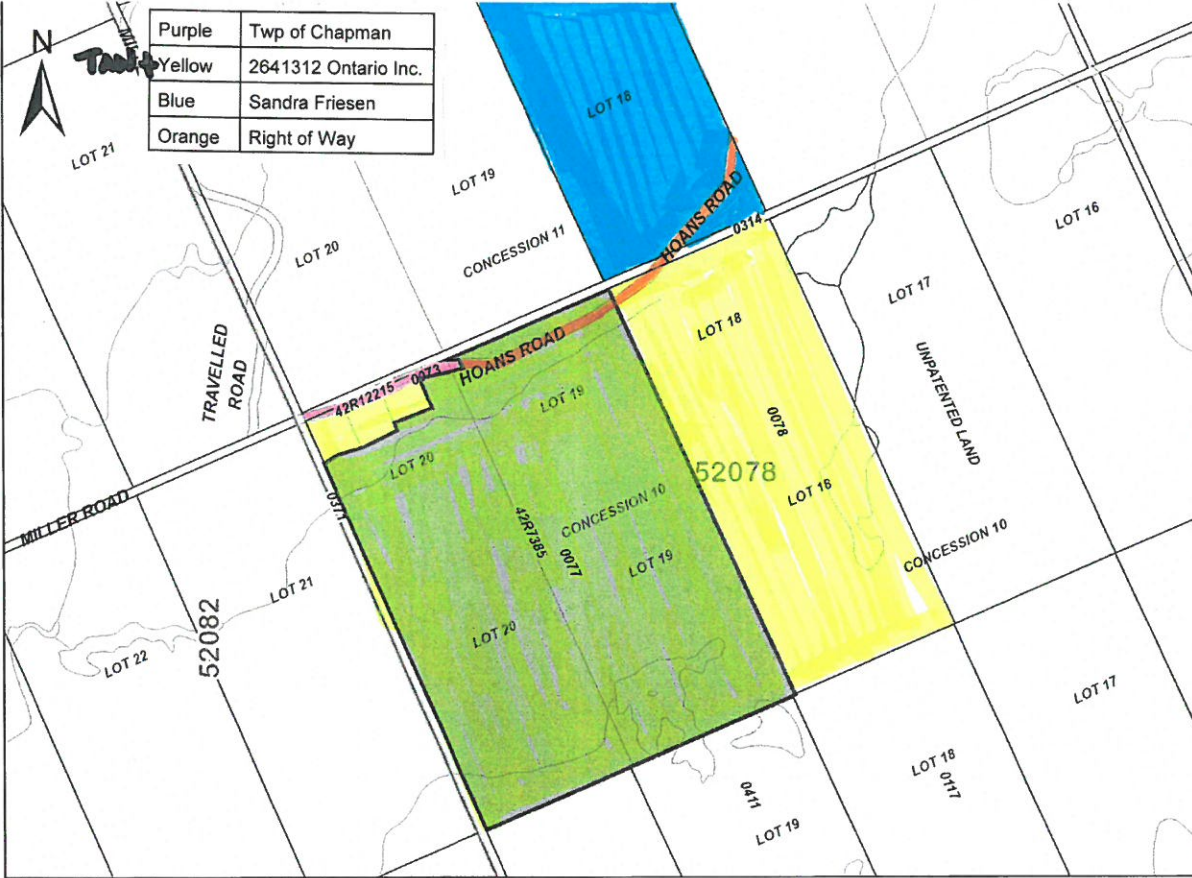 N
Purple Twp of Chapman
Yellow 2641312 Ontario Inc.
Blue Sandra Friesen
Orange Right of Way
LOT 21
LOT 19
LOT 20
CONCESSION 11
LOT 18
HOANS ROAD
0314
LOT 16
LOT 17
UNPATENTED LAND
TRAVELLED
ROAD
42R12215
0073
HOANS ROAD
LOT 18
LOT 19
LOT 20
0078
52078
LOT 18
MILLER ROAD
CONCESSION 10
42R7385
0077
LOT 19
CONCESSION 10
LOT 21
LOT 20
52082
LOT 22
LOT 17
LOT 18
0117
0411
LOT 19